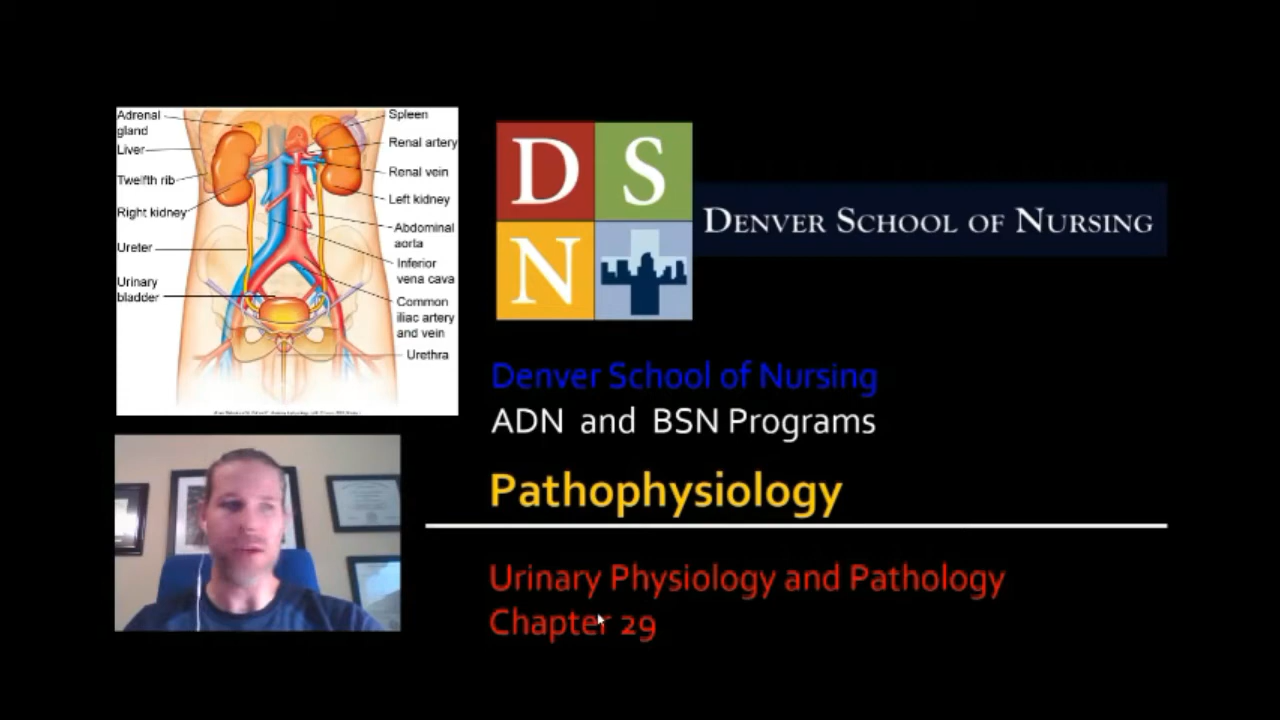 Adrenal
gland
Liver
Twelfth rib
Right kidney
Ureter
Urinary
bladder
Spleen
Renal artery
Renal vein
Left kidney
Abdominal
aorta
Inferior
vena cava
Common
iliac artery
and vein
Urethra
D S
N
DENVER SCHOOL OF NURSING
Denver School of Nursing
ADN and BSN Programs
Pathophysiology
Urinary Physiology and Pathology
Chapter 29